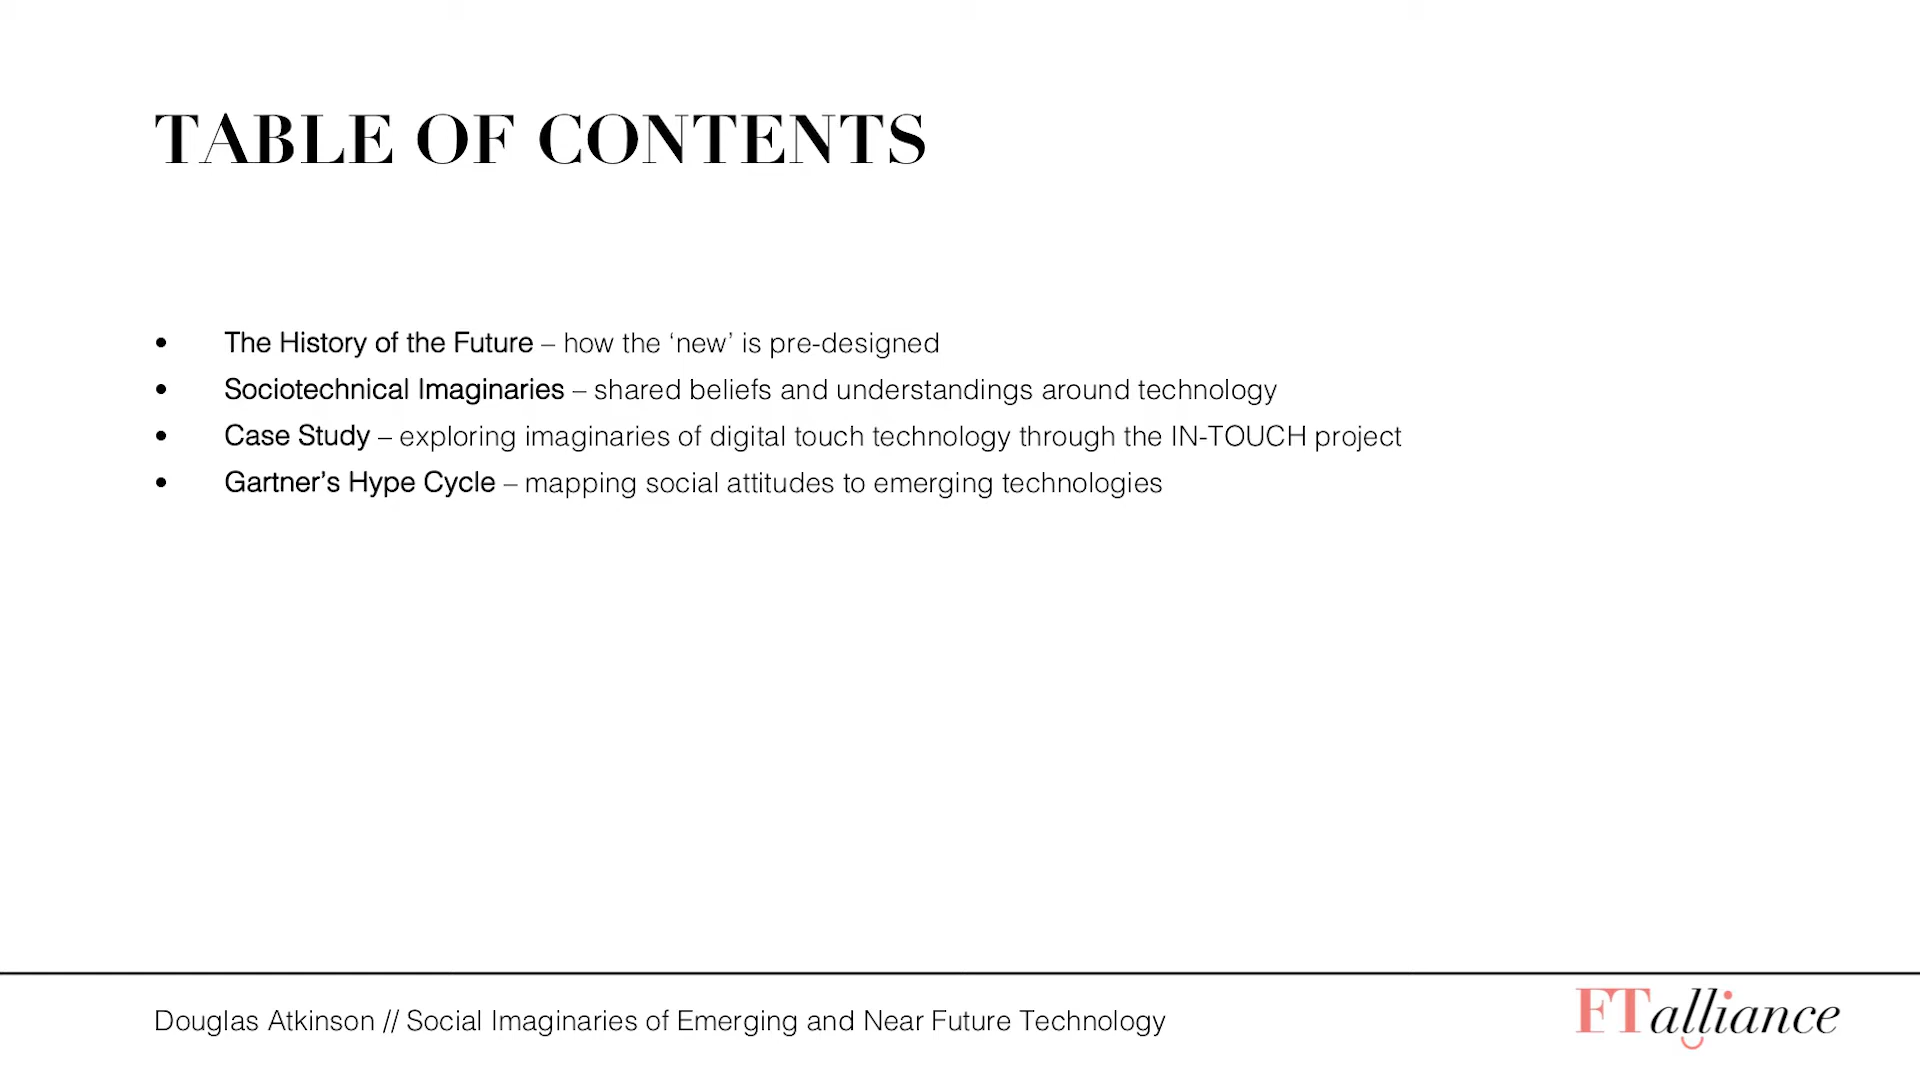 TABLE OF CONTENTS
• The History of the Future – how the ‘new’ is pre-designed
• Sociotechnical Imaginaries – shared beliefs and understandings around technology
• Case Study – exploring imaginaries of digital touch technology through the IN-TOUCH project
• Gartner’s Hype Cycle – mapping social attitudes to emerging technologies
Douglas Atkinson // Social Imaginaries of Emerging and Near Future Technology
FTalliance